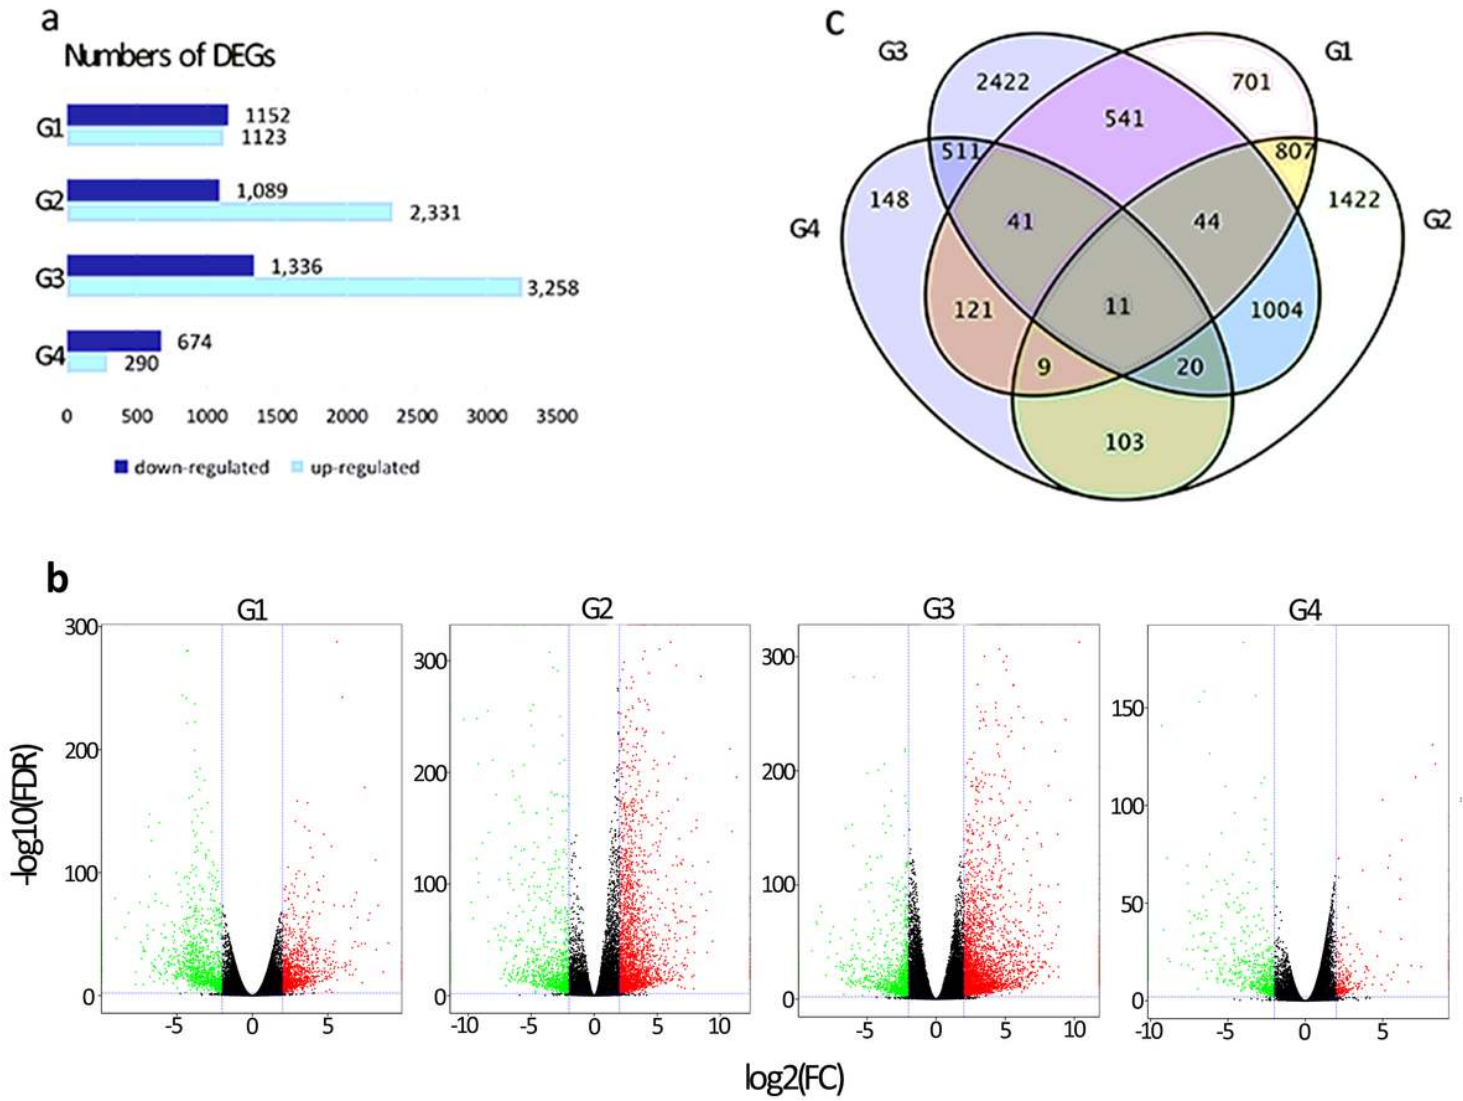 a
Numbers of DEGs
G1
1152
1123
G2
1,089
2,331
G3
1,336
3,258
G4
674
290
0 500 1000 1500 2000 2500 3000 3500
down-regulated up-regulated
c
G3
G1
G4
G2
2422
701
541
511
807
148
1422
41
44
121
11
1004
9
20
103
b
-log10(FDR)
G1
300
200
100
0
-5 0 5
G2
300
200
100
0
-10 -5 0 5 10
G3
300
200
100
0
-5 0 5 10
G4
150
100
50
0
-10 -5 0 5
log2(FC)